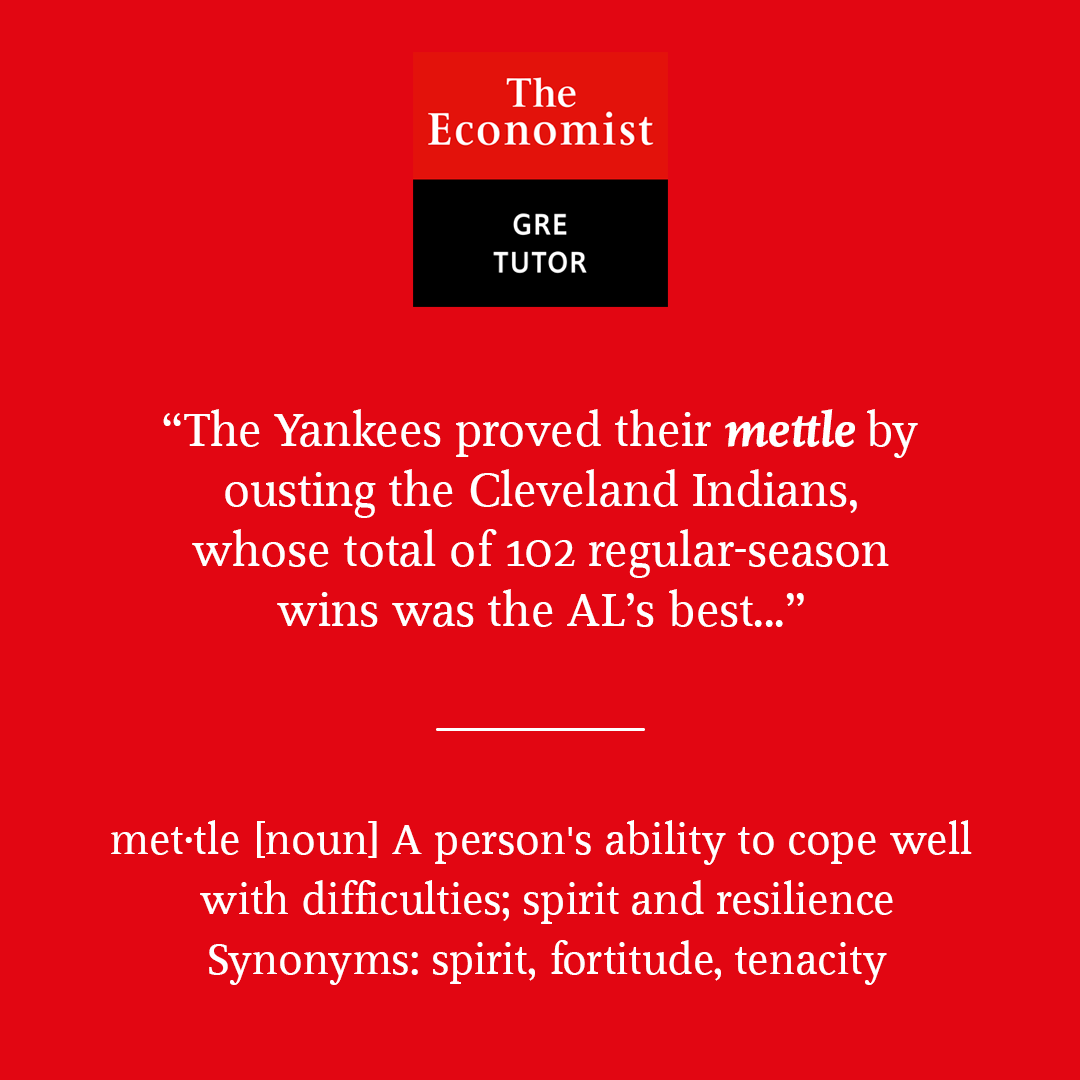 The
Economist
GRE
TUTOR
“The Yankees proved their mettle by
ousting the Cleveland Indians,
whose total of 102 regular-season
wins was the AL’s best...”
met·tle [noun] A person's ability to cope well
with difficulties; spirit and resilience
Synonyms: spirit, fortitude, tenacity